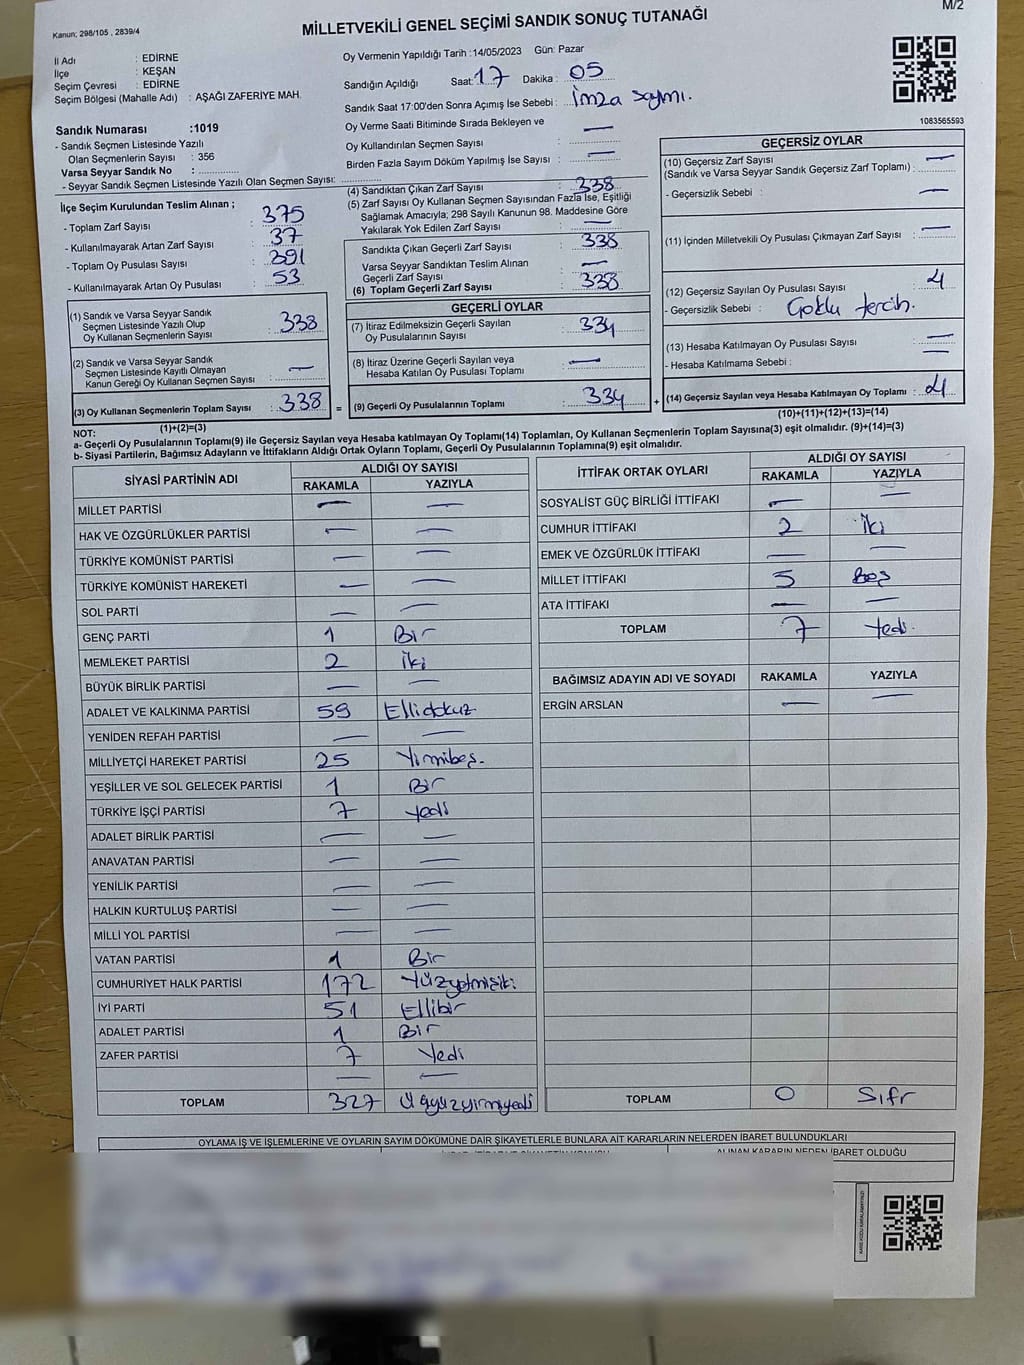 M/2
Kanun; 298/105 , 2839/4
MİLLETVEKİLİ GENEL SEÇİMİ SANDIK SONUÇ TUTANAĞI
İl Adı : EDİRNE
İlçe : KEŞAN
Seçim Çevresi : EDİRNE
Seçim Bölgesi (Mahalle Adı) : AŞAĞI ZAFERİYE MAH.
Oy Vermenin Yapıldığı Tarih :14/05/2023 Gün: Pazar
Sandığın Açıldığı Saat: 17 Dakika : 05
Sandık Saat 17:00'den Sonra Açımış İse Sebebi : İmza sayımı.
Oy Verme Saati Bitiminde Sırada Bekleyen ve
Oy Kullandırılan Seçmen Sayısı : —
Birden Fazla Sayım Döküm Yapılmış İse Sayısı : —
1083565593
Sandık Numarası :1019
- Sandık Seçmen Listesinde Yazılı
Olan Seçmenlerin Sayısı : 356
Varsa Seyyar Sandık No :
- Seyyar Sandık Seçmen Listesinde Yazılı Olan Seçmen Sayısı:
İlçe Seçim Kurulundan Teslim Alınan ;
- Toplam Zarf Sayısı : 375
- Kullanılmayarak Artan Zarf Sayısı : 37
- Toplam Oy Pusulası Sayısı : 391
- Kullanılmayarak Artan Oy Pusulası : 53
(1) Sandık ve Varsa Seyyar Sandık
Seçmen Listesinde Yazılı Olup
Oy Kullanan Seçmenlerin Sayısı : 338
(2) Sandık ve Varsa Seyyar Sandık
Seçmen Listesinde Kayıtlı Olmayan
Kanun Gereği Oy Kullanan Seçmen Sayısı : —
(3) Oy Kullanan Seçmenlerin Toplam Sayısı : 338 =
(1)+(2)=(3)
(4) Sandıktan Çıkan Zarf Sayısı : 338
(5) Zarf Sayısı Oy Kullanan Seçmen Sayısından Fazla İse, Eşitliği
Sağlamak Amacıyla; 298 Sayılı Kanunun 98. Maddesine Göre
Yakılarak Yok Edilen Zarf Sayısı : —
Sandıkta Çıkan Geçerli Zarf Sayısı : 338
Varsa Seyyar Sandıktan Teslim Alınan
Geçerli Zarf Sayısı : —
(6) Toplam Geçerli Zarf Sayısı : 338
GEÇERLİ OYLAR
(7) İtiraz Edilmeksizin Geçerli Sayılan
Oy Pusulalarının Sayısı : 334
(8) İtiraz Üzerine Geçerli Sayılan veya
Hesaba Katılan Oy Pusulası Toplamı : —
(9) Geçerli Oy Pusulalarının Toplamı : 334 +
GEÇERSİZ OYLAR
(10) Geçersiz Zarf Sayısı
(Sandık ve Varsa Seyyar Sandık Geçersiz Zarf Toplamı) : —
- Geçersizlik Sebebi : —
(11) İçinden Milletvekili Oy Pusulası Çıkmayan Zarf Sayısı : —
(12) Geçersiz Sayılan Oy Pusulası Sayısı : 4
- Geçersizlik Sebebi : Çoklu tercih.
(13) Hesaba Katılmayan Oy Pusulası Sayısı : —
- Hesaba Katılmama Sebebi : —
(14) Geçersiz Sayılan veya Hesaba Katılmayan Oy Toplamı : 4
(10)+(11)+(12)+(13)=(14)
NOT:
a- Geçerli Oy Pusulalarının Toplamı(9) ile Geçersiz Sayılan veya Hesaba katılmayan Oy Toplamı(14) Toplamları, Oy Kullanan Seçmenlerin Toplam Sayısına(3) eşit olmalıdır. (9)+(14)=(3)
b- Siyasi Partilerin, Bağımsız Adayların ve İttifakların Aldığı Ortak Oyların Toplamı, Geçerli Oy Pusulalarının Toplamına(9) eşit olmalıdır.
SİYASİ PARTİNİN ADI ALDIĞI OY SAYISI
RAKAMLA YAZIYLA
MİLLET PARTİSİ — —
HAK VE ÖZGÜRLÜKLER PARTİSİ — —
TÜRKİYE KOMÜNİST PARTİSİ — —
TÜRKİYE KOMÜNİST HAREKETİ — —
SOL PARTİ — —
GENÇ PARTİ 1 Bir
MEMLEKET PARTİSİ 2 iki
BÜYÜK BİRLİK PARTİSİ — —
ADALET VE KALKINMA PARTİSİ 59 Ellidokuz
YENİDEN REFAH PARTİSİ — —
MİLLİYETÇİ HAREKET PARTİSİ 25 Yirmibeş.
YEŞİLLER VE SOL GELECEK PARTİSİ 1 Bir
TÜRKİYE İŞÇİ PARTİSİ 7 yedi
ADALET BİRLİK PARTİSİ — —
ANAVATAN PARTİSİ — —
YENİLİK PARTİSİ — —
HALKIN KURTULUŞ PARTİSİ — —
MİLLİ YOL PARTİSİ — —
VATAN PARTİSİ 1 Bir
CUMHURİYET HALK PARTİSİ 172 Yüzyetmişiki
İYİ PARTİ 51 Ellibir
ADALET PARTİSİ 1 Bir
ZAFER PARTİSİ 7 Yedi
— —
TOPLAM 327 Üçyüzyirmiyedi
İTTİFAK ORTAK OYLARI ALDIĞI OY SAYISI
RAKAMLA YAZIYLA
SOSYALİST GÜÇ BİRLİĞİ İTTİFAKI — —
CUMHUR İTTİFAKI 2 İki
EMEK VE ÖZGÜRLÜK İTTİFAKI — —
MİLLET İTTİFAKI 5 Beş
ATA İTTİFAKI — —
TOPLAM 7 Yedi.
BAĞIMSIZ ADAYIN ADI VE SOYADI RAKAMLA YAZIYLA
ERGİN ARSLAN — —
TOPLAM 0 Sıfır
OYLAMA İŞ VE İŞLEMLERİNE VE OYLARIN SAYIM DÖKÜMÜNE DAİR ŞİKAYETLERLE BUNLARA AİT KARARLARIN NELERDEN İBARET BULUNDUKLARI
ALINAN KARARIN NEDEN İBARET OLDUĞU